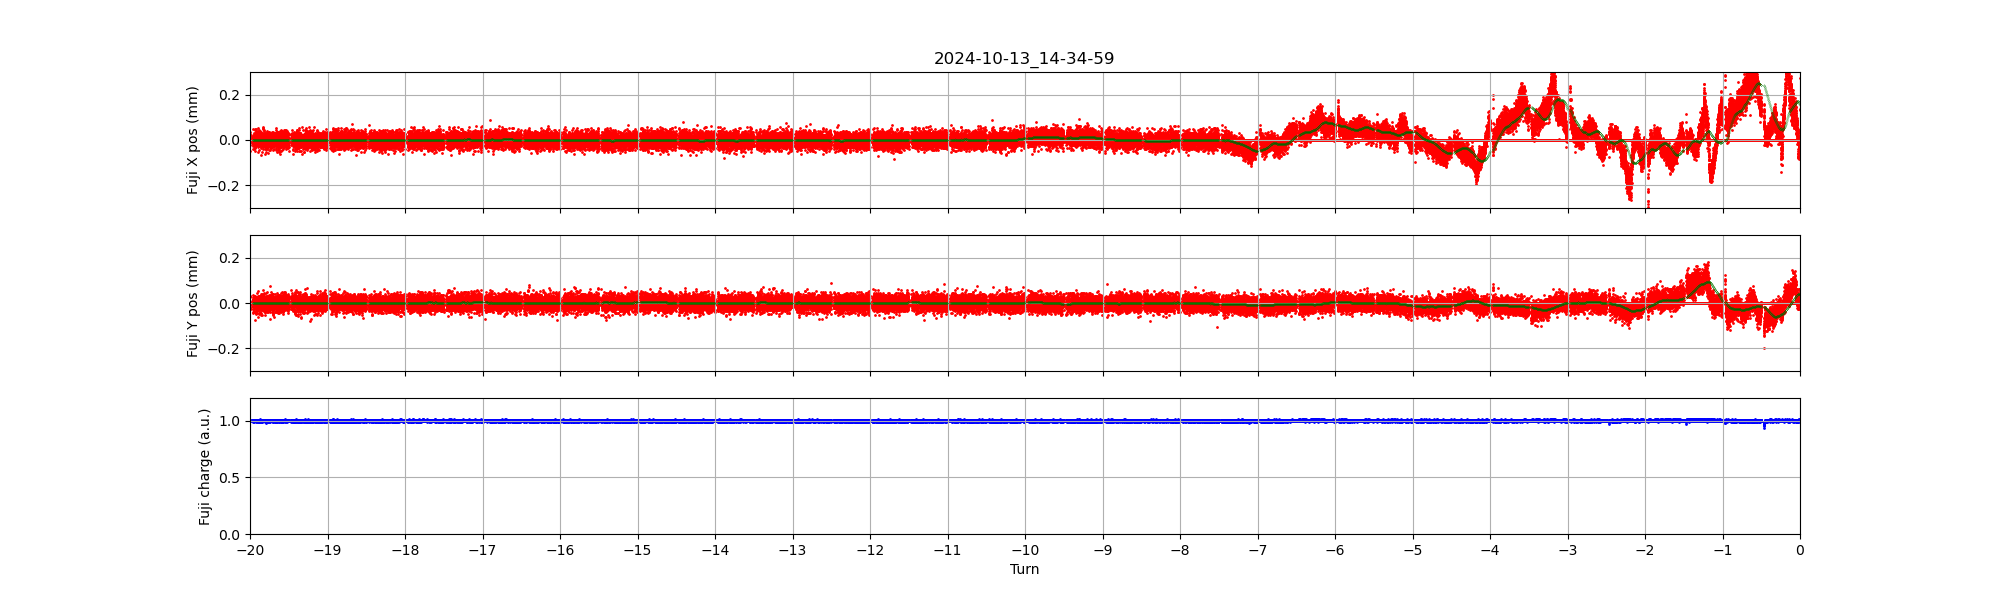 2024-10-13_14-34-59
Fuji X pos (mm)
0.2
0.0
−0.2
Fuji Y pos (mm)
0.2
0.0
−0.2
Fuji charge (a.u.)
1.0
0.5
0.0
−20 −19 −18 −17 −16 −15 −14 −13 −12 −11 −10 −9 −8 −7 −6 −5 −4 −3 −2 −1 0
Turn